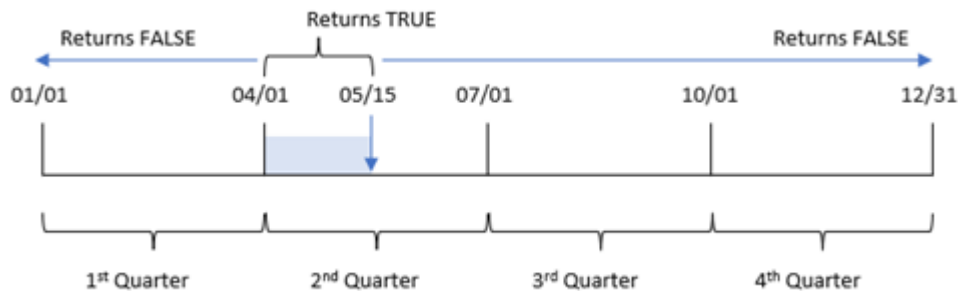 Returns TRUE
Returns FALSE
Returns FALSE
01/01
04/01
05/15
07/01
10/01
12/31
1st Quarter
2nd Quarter
3rd Quarter
4th Quarter